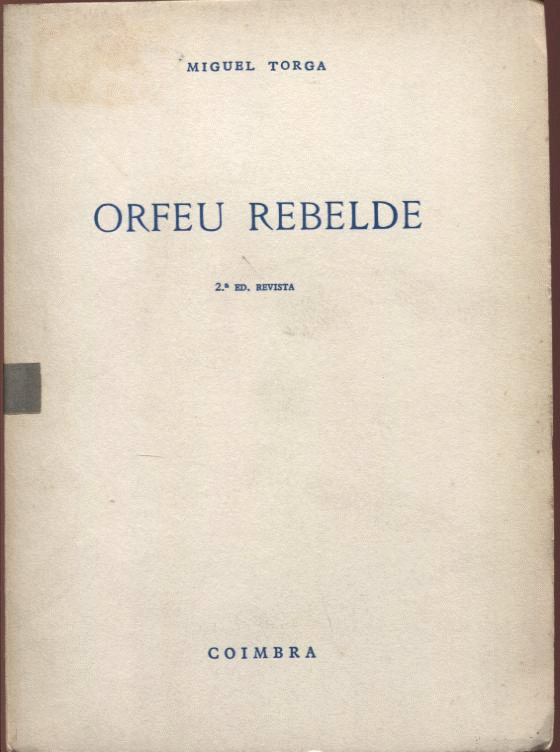 MIGUEL TORGA
ORFEU REBELDE
2.ª ED. REVISTA
COIMBRA